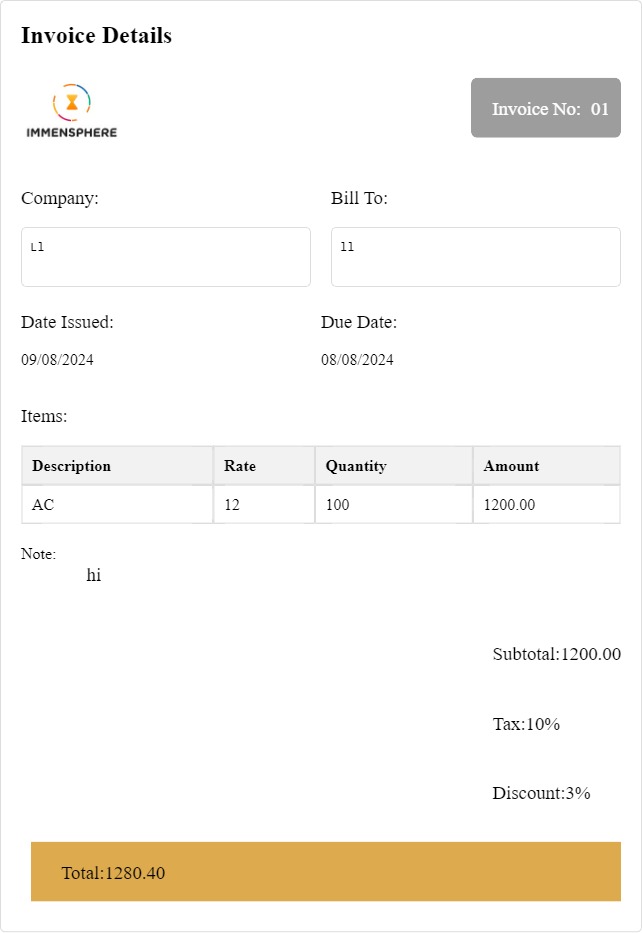 Invoice Details
IMMENSPHERE
Invoice No: 01
Company:
Bill To:
Ll
ll
Date Issued:
Due Date:
09/08/2024
08/08/2024
Items:
Description Rate Quantity Amount
AC 12 100 1200.00
Note:
hi
Subtotal:1200.00
Tax:10%
Discount:3%
Total:1280.40